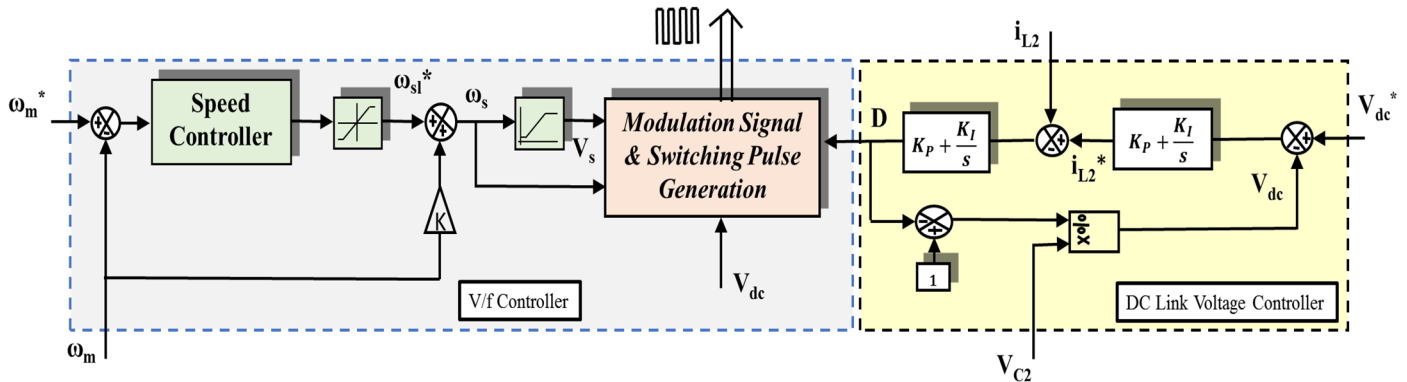 ωm*
Speed
Controller
ωsl*
ωs
Vs
K
ωm
V/f Controller
Modulation Signal
& Switching Pulse
Generation
Vdc
D
KP + KI
s
iL2
iL2*
KP + KI
s
Vdc*
Vdc
1
%X
VC2
DC Link Voltage Controller